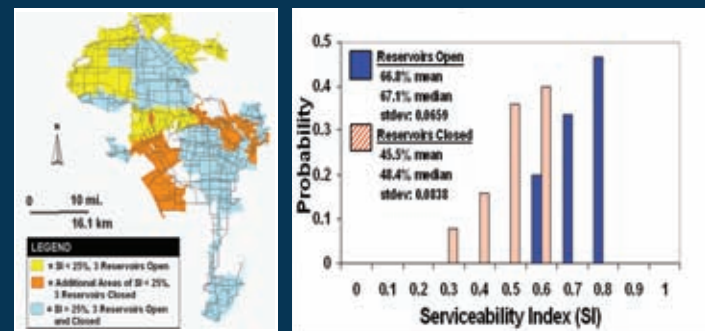 N
0 10 mi.
16.1 km
LEGEND
= SI < 25%, 3 Reservoirs Open
= Additional Areas of SI < 25%,
3 Reservoirs Closed
= SI > 25%, 3 Reservoirs Open
and Closed
Probability
0.5
0.4
0.3
0.2
0.1
0
Reservoirs Open
66.8% mean
67.1% median
stdev: 0.0659
Reservoirs Closed
45.5% mean
48.4% median
stdev: 0.0838
0 0.1 0.2 0.3 0.4 0.5 0.6 0.7 0.8 0.9 1
Serviceability Index (SI)